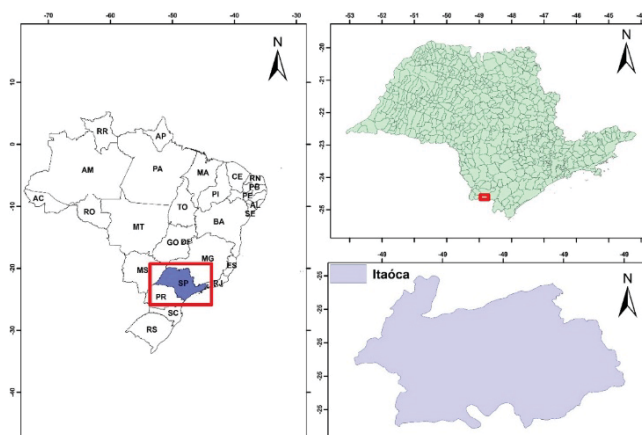 -70 -60 -50 -40 -30
N
10
0
-10
-20
-30
-40
RR
AP
AM
PA
MA
CE
RN
PB
PE
AL
SE
PI
AC
RO
TO
BA
MT
GO
DF
MG
ES
MS
SP
RJ
PR
SC
RS
-53 -52 -51 -50 -49 -48 -47 -46 -45 -44
N
-21
-22
-23
-24
-25
Itaóca
N